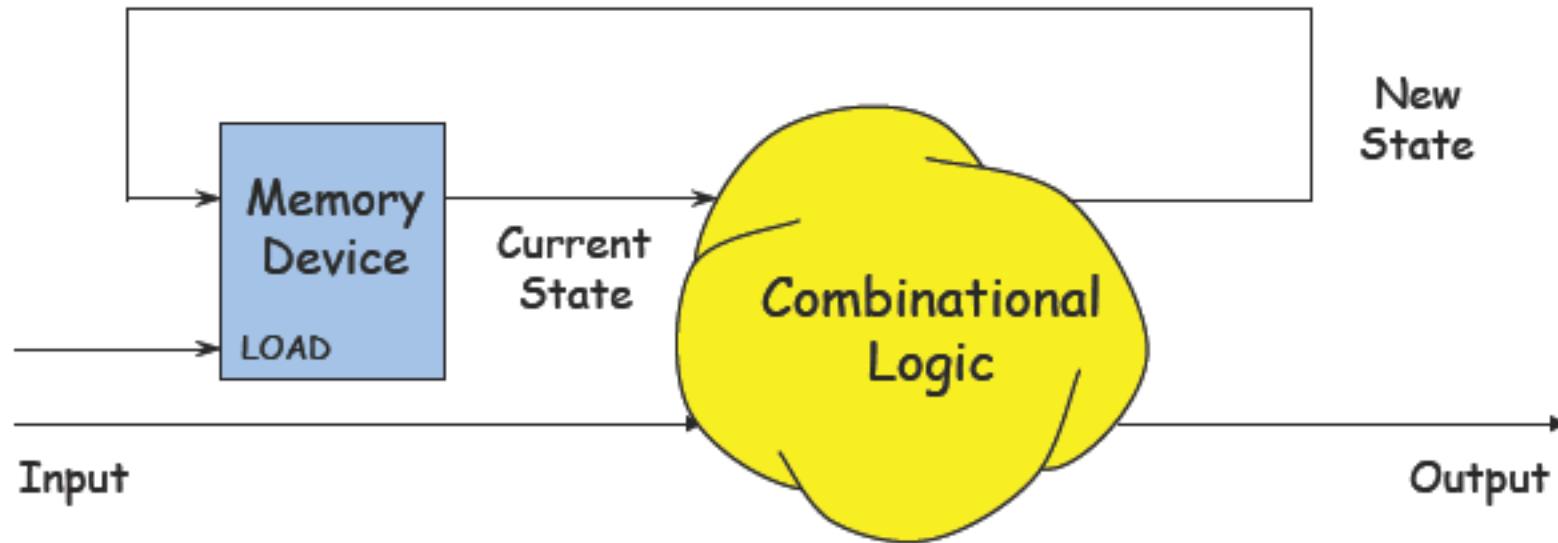 New
State
Memory
Device
Current
State
Combinational
Logic
LOAD
Input
Output